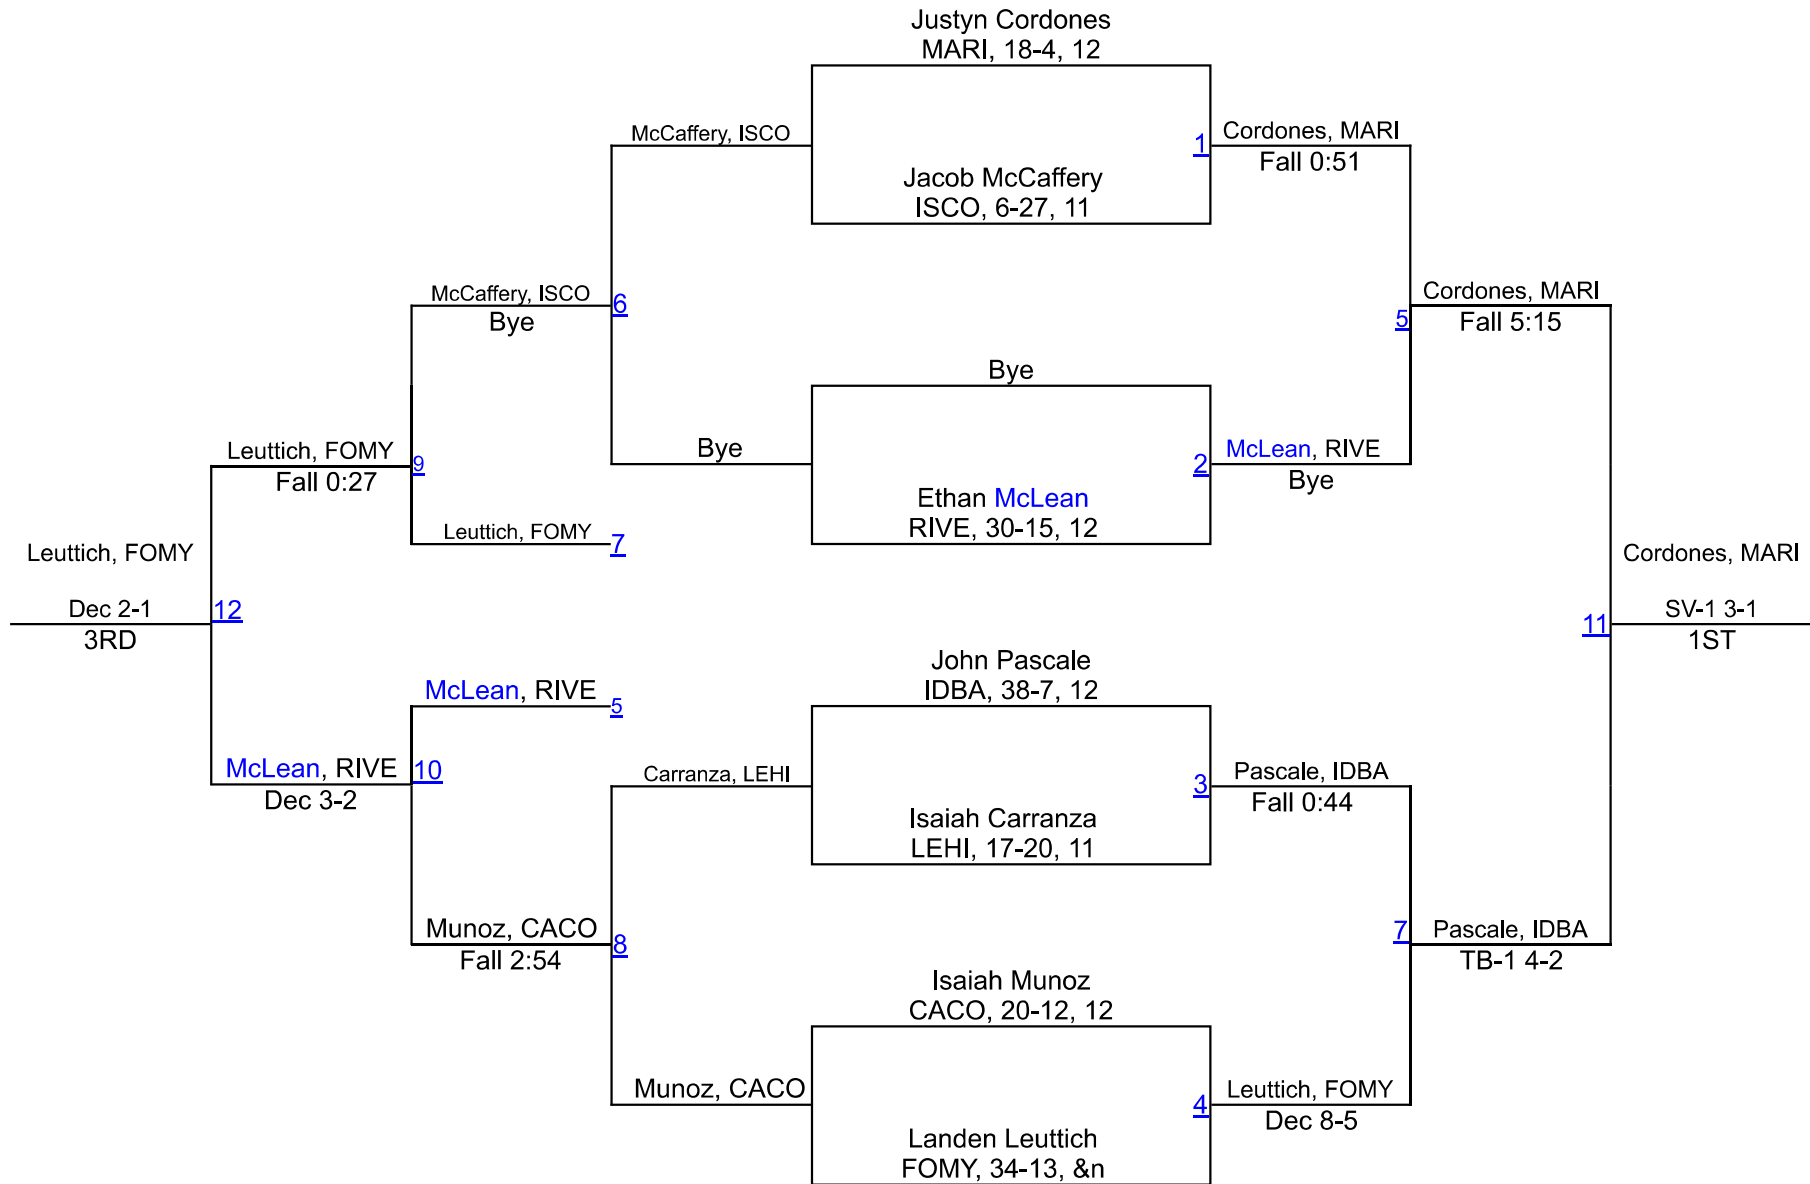 Justyn Cordones
MARI, 18-4, 12
McCaffery, ISCO
1
Cordones, MARI
Fall 0:51
Jacob McCaffery
ISCO, 6-27, 11
McCaffery, ISCO
Bye
6
Cordones, MARI
Fall 5:15
5
Bye
Leuttich, FOMY
Fall 0:27
9
Bye
2
McLean, RIVE
Bye
Ethan McLean
RIVE, 30-15, 12
Leuttich, FOMY
7
Leuttich, FOMY
Dec 2-1
3RD
12
Cordones, MARI
SV-1 3-1
1ST
11
John Pascale
IDBA, 38-7, 12
McLean, RIVE
5
McLean, RIVE
Dec 3-2
10
Carranza, LEHI
3
Pascale, IDBA
Fall 0:44
Isaiah Carranza
LEHI, 17-20, 11
Munoz, CACO
Fall 2:54
8
7
Pascale, IDBA
TB-1 4-2
Isaiah Munoz
CACO, 20-12, 12
Munoz, CACO
4
Leuttich, FOMY
Dec 8-5
Landen Leuttich
FOMY, 34-13, &n